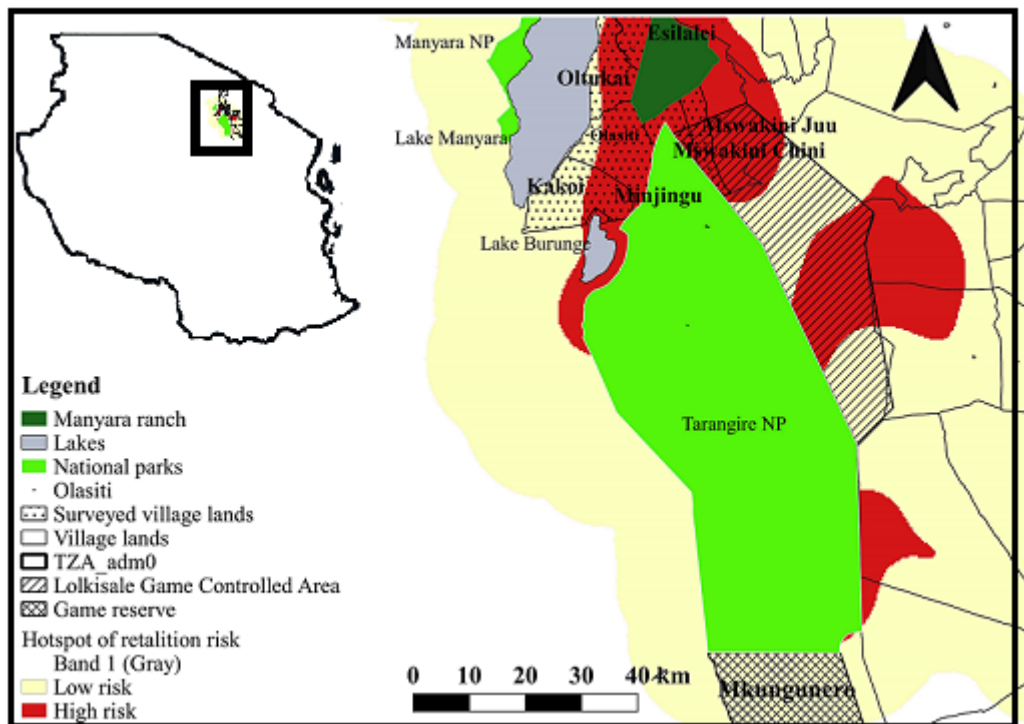 Manyara NP
Esilalei
Oltukai
Lake Manyara
Olasiti
Mswakini Juu
Mswakini Chini
Kakoi
Minjingu
Lake Burunge
Tarangire NP
Mkungunero
Legend
Manyara ranch
Lakes
National parks
Olasiti
Surveyed village lands
Village lands
TZA_adm0
Lolkisale Game Controlled Area
Game reserve
Hotspot of retalition risk
Band 1 (Gray)
Low risk
High risk
0 10 20 30 40 km